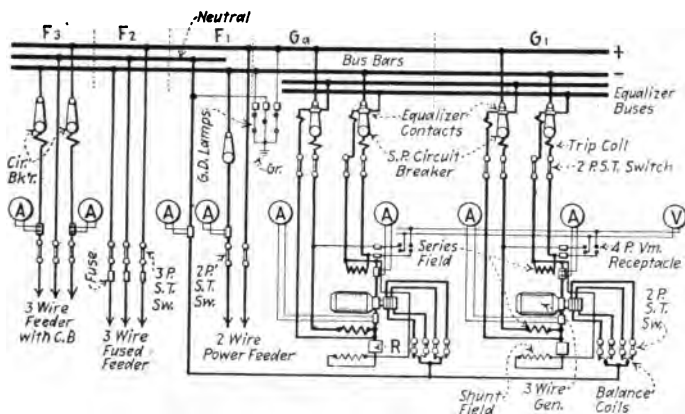 Neutral
F3 F2 F1 Ga G1
Bus Bars
+
−
Equalizer
Buses
Equalizer
Contacts
S.P. Circuit
Breaker
Trip Coil
2 P.S.T. Switch
Cir.
Bk'r.
G.D. Lamps
Gr.
A A A A A A A A V
Series
Field
4 P. Vm.
Receptacle
Fuse
3 P.
S.T.
Sw.
2 P.
S.T.
Sw.
2 P.
S.T.
Sw.
3 Wire
Feeder
with C.B
3 Wire
Fused
Feeder
2 Wire
Power Feeder
R
Shunt
Field
3 Wire
Gen.
Balance
Coils